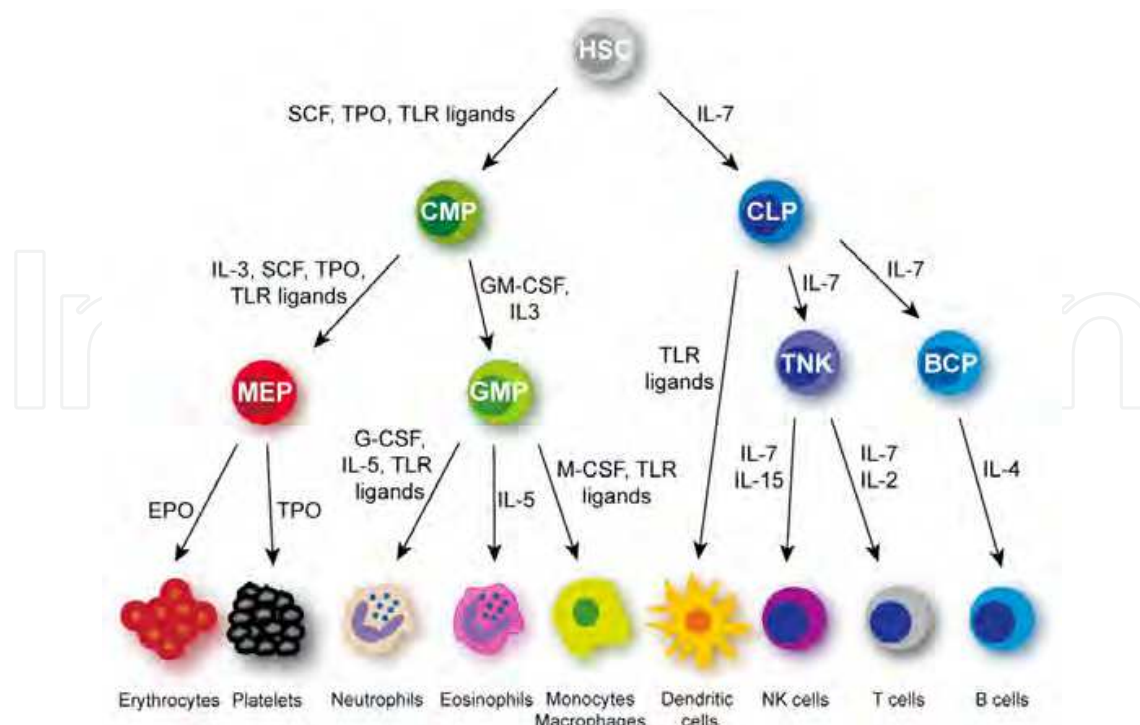 HSC
SCF, TPO, TLR ligands
IL-7
CMP
CLP
IL-3, SCF, TPO,
TLR ligands
GM-CSF,
IL3
IL-7
IL-7
TLR
ligands
MEP
GMP
TNK
BCP
G-CSF,
IL-5, TLR
ligands
M-CSF, TLR
ligands
IL-7
IL-15
IL-7
IL-2
IL-4
EPO
TPO
IL-5
Erythrocytes
Platelets
Neutrophils
Eosinophils
Monocytes
Macrophages
Dendritic
cells
NK cells
T cells
B cells